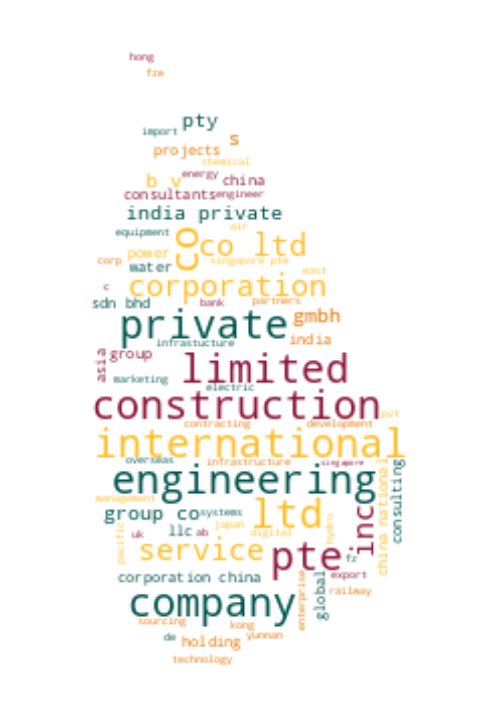 hong
fze
pty
import
s
projects
chemical
energy
b v
china
consultants
engineer
india private
air
equipment
co
co ltd
power
corp
singapore pte
water
east
c
corporation
sdn bhd
bank
partners
private
gmbh
infrastucture
india
asia
group
limited
marketing
electric
construction
pvt
contracting
development
international
overseas
infrastructure
singapore
engineering
china national
consulting
management
group co
systems
ltd
inc
pacific
uk
llc
ab
japan
digital
hydro
service
pte
fz
corporation china
export
enterprise
global
railway
company
sourcing
kong
de
holding
yunnan
technology